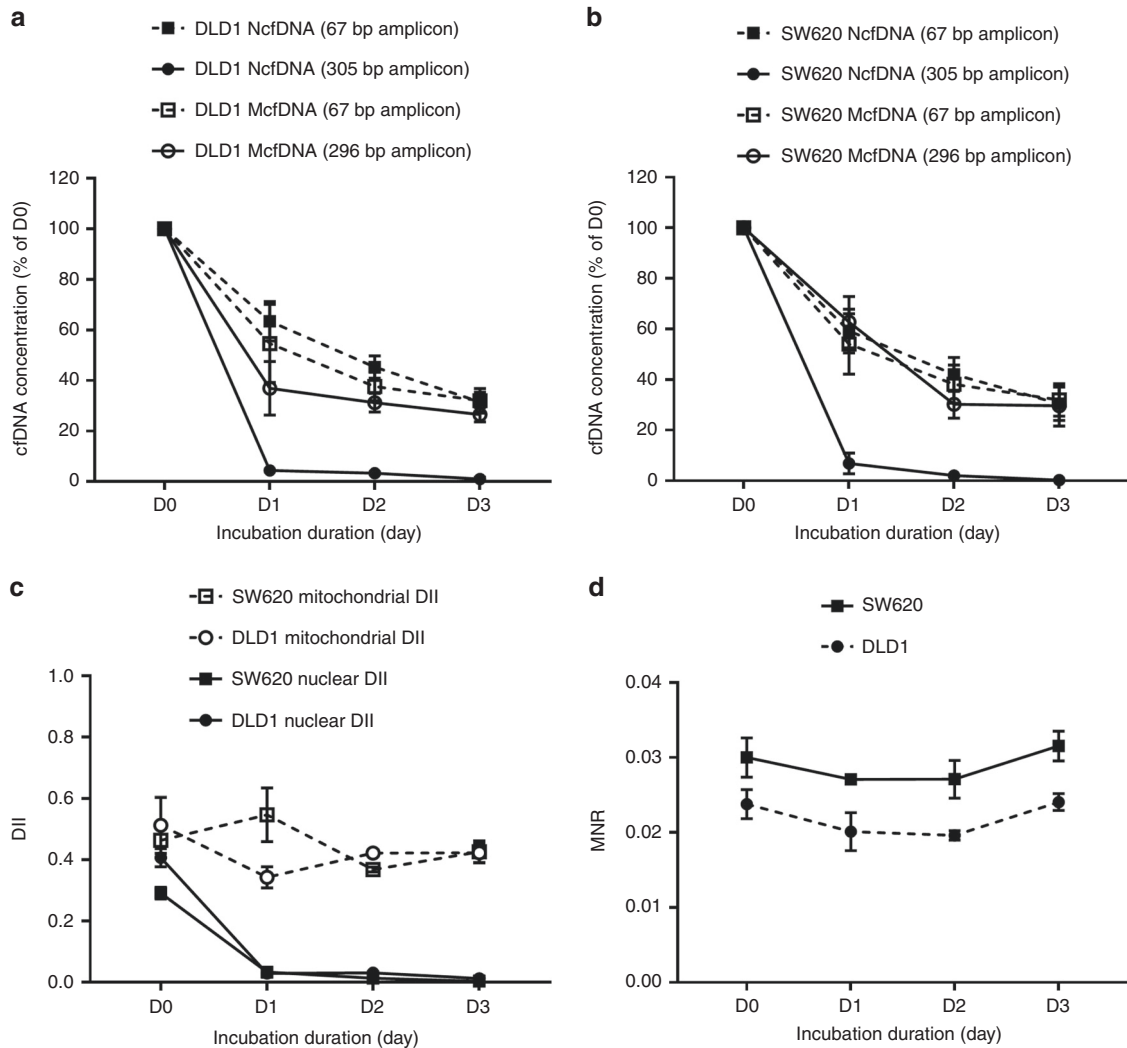 a
DLD1 NcfDNA (67 bp amplicon)
DLD1 NcfDNA (305 bp amplicon)
DLD1 McfDNA (67 bp amplicon)
DLD1 McfDNA (296 bp amplicon)
cfDNA concentration (% of D0)
120
100
80
60
40
20
0
D0 D1 D2 D3
Incubation duration (day)
b
SW620 NcfDNA (67 bp amplicon)
SW620 NcfDNA (305 bp amplicon)
SW620 McfDNA (67 bp amplicon)
SW620 McfDNA (296 bp amplicon)
cfDNA concentration (% of D0)
120
100
80
60
40
20
0
D0 D1 D2 D3
Incubation duration (day)
c
SW620 mitochondrial DII
DLD1 mitochondrial DII
SW620 nuclear DII
DLD1 nuclear DII
DII
1.0
0.8
0.6
0.4
0.2
0.0
D0 D1 D2 D3
Incubation duration (day)
d
SW620
DLD1
MNR
0.04
0.03
0.02
0.01
0.00
D0 D1 D2 D3
Incubation duration (day)